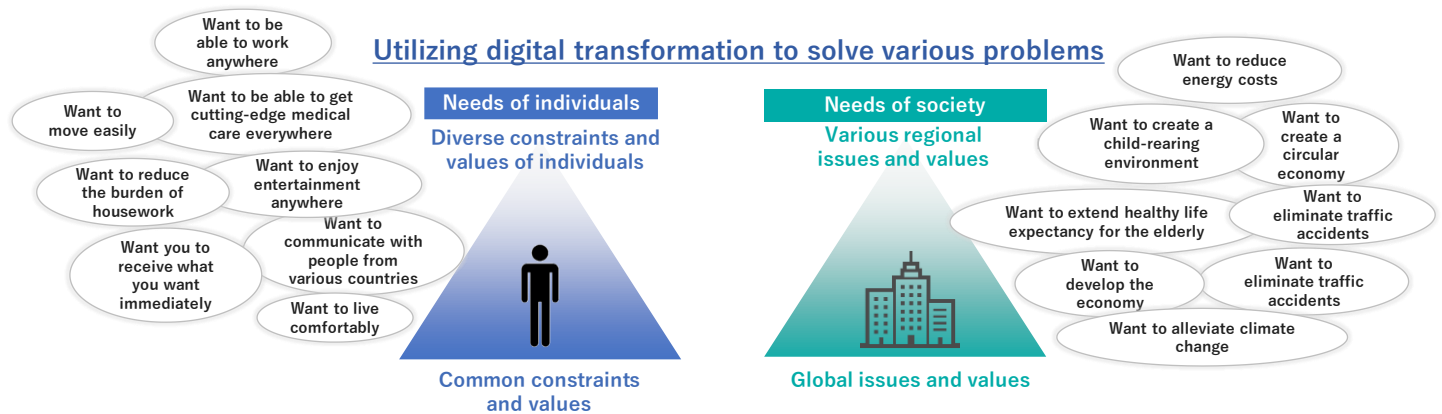 Utilizing digital transformation to solve various problems
Want to be
able to work
anywhere
Want to be able to get
cutting-edge medical
care everywhere
Want to
move easily
Want to enjoy
entertainment
anywhere
Want to reduce
the burden of
housework
Want to
communicate with
people from
various countries
Want you to
receive what
you want
immediately
Want to live
comfortably
Needs of individuals
Diverse constraints and
values of individuals
Common constraints
and values
Needs of society
Various regional
issues and values
Global issues and values
Want to reduce
energy costs
Want to create a
child-rearing
environment
Want to
create a
circular
economy
Want to extend healthy life
expectancy for the elderly
Want to
eliminate traffic
accidents
Want to
develop the
economy
Want to
eliminate traffic
accidents
Want to alleviate climate
change